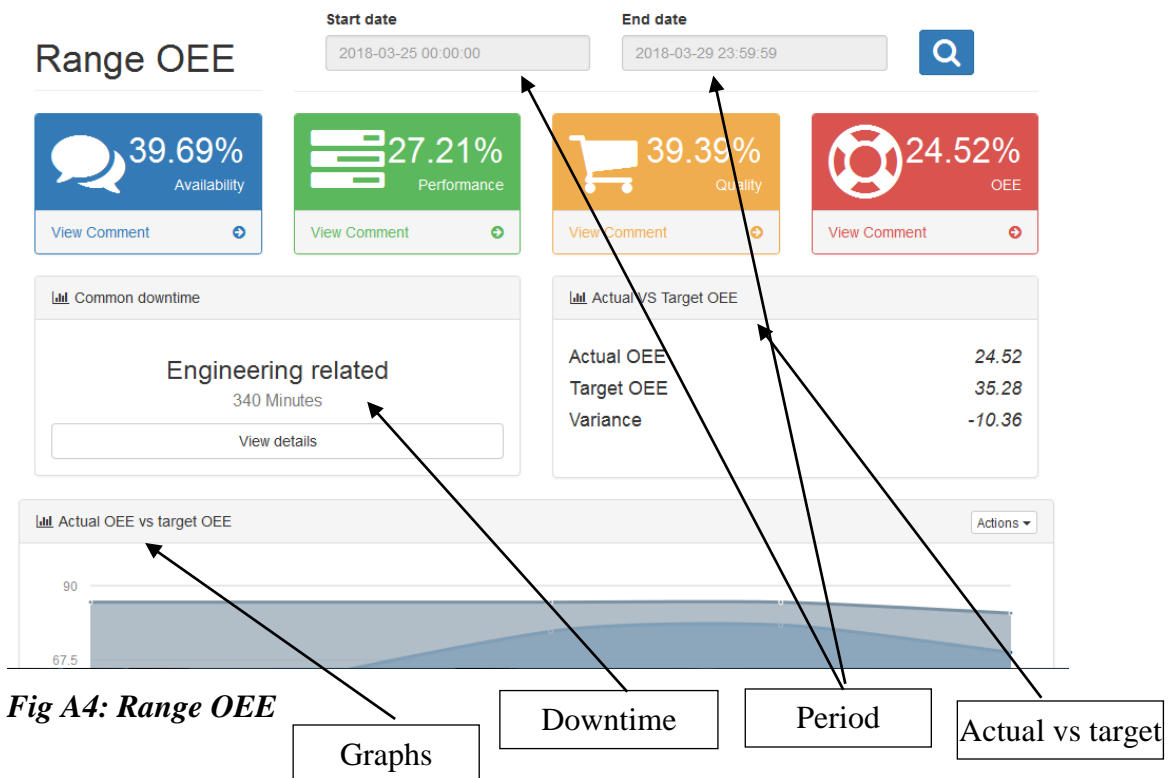 Range OEE
Start date
2018-03-25 00:00:00
End date
2018-03-29 23:59:59
39.69%
Availability
View Comment
27.21%
Performance
View Comment
39.39%
Quality
View Comment
24.52%
OEE
View Comment
Common downtime
Engineering related
340 Minutes
View details
Actual VS Target OEE
Actual OEE 24.52
Target OEE 35.28
Variance -10.36
Actual OEE vs target OEE
Actions
90
67.5
Fig A4: Range OEE
Graphs
Downtime
Period
Actual vs target